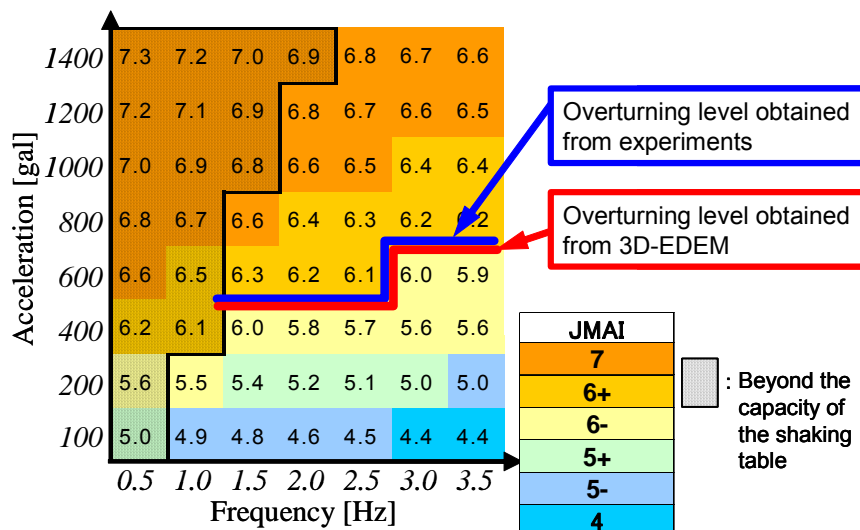 Acceleration [gal]
1400 7.3 7.2 7.0 6.9 6.8 6.7 6.6
1200 7.2 7.1 6.9 6.8 6.7 6.6 6.5
1000 7.0 6.9 6.8 6.6 6.5 6.4 6.4
800 6.8 6.7 6.6 6.4 6.3 6.2 6.2
600 6.6 6.5 6.3 6.2 6.1 6.0 5.9
400 6.2 6.1 6.0 5.8 5.7 5.6 5.6
200 5.6 5.5 5.4 5.2 5.1 5.0 5.0
100 5.0 4.9 4.8 4.6 4.5 4.4 4.4
0.5 1.0 1.5 2.0 2.5 3.0 3.5
Frequency [Hz]
Overturning level obtained
from experiments
Overturning level obtained
from 3D-EDEM
JMAI
7
6+
6-
5+
5-
4
: Beyond the
capacity of
the shaking
table